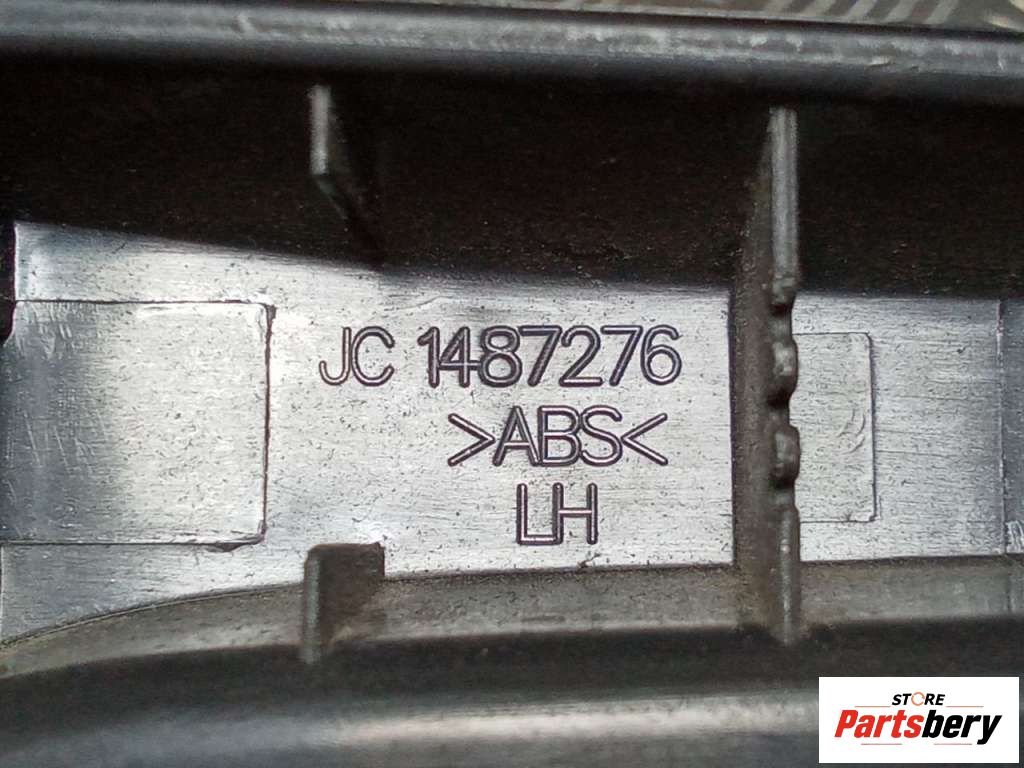 JC 1487276
>ABS<
LH
STORE
Partsbery